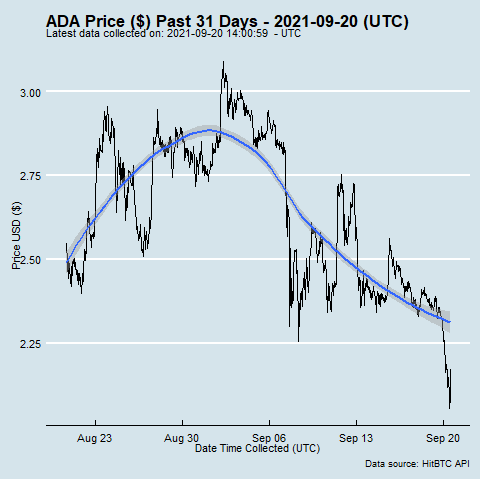 ADA Price ($) Past 31 Days - 2021-09-20 (UTC)
Latest data collected on: 2021-09-20 14:00:59 - UTC
Price USD ($)
3.00
2.75
2.50
2.25
Aug 23 Aug 30 Sep 06 Sep 13 Sep 20
Date Time Collected (UTC)
Data source: HitBTC API